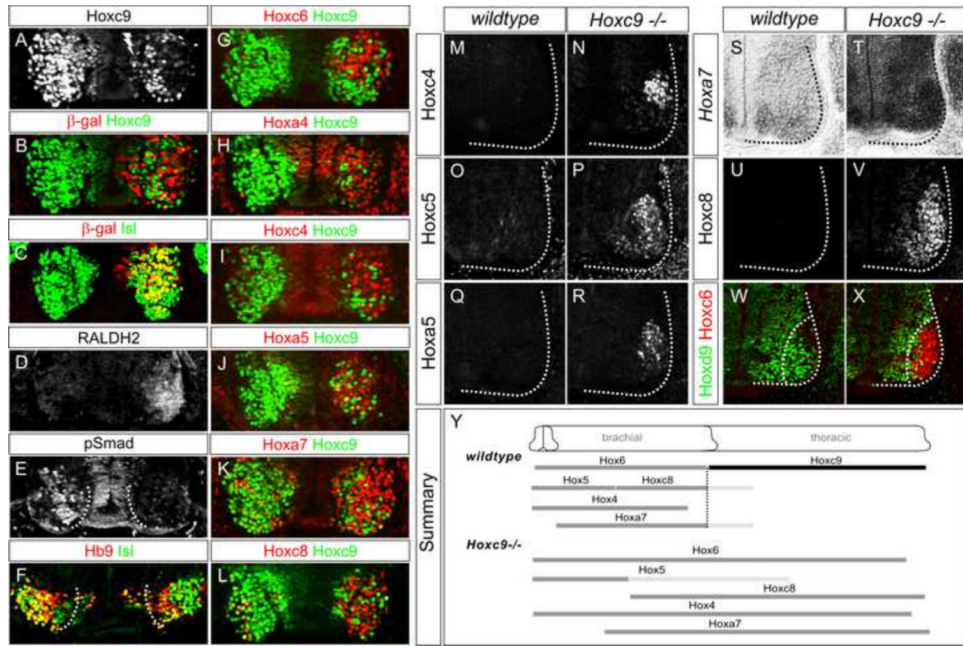 Hoxc9
A
β-gal Hoxc9
B
β-gal Isl
C
RALDH2
D
pSmad
E
Hb9 Isl
F
Hoxc6 Hoxc9
G
Hoxa4 Hoxc9
H
Hoxc4 Hoxc9
I
Hoxa5 Hoxc9
J
Hoxa7 Hoxc9
K
Hoxc8 Hoxc9
L
wildtype Hoxc9 -/-
Hoxc4
M N
Hoxc5
O P
Hoxa5
Q R
wildtype Hoxc9 -/-
Hoxa7
S T
Hoxc8
U V
Hoxd9 Hoxc6
W X
Summary
Y
brachial thoracic
wildtype
Hox6 Hoxc9
Hox5 Hoxc8
Hox4
Hoxa7
Hoxc9-/-
Hox6
Hox5
Hoxc8
Hox4
Hoxa7